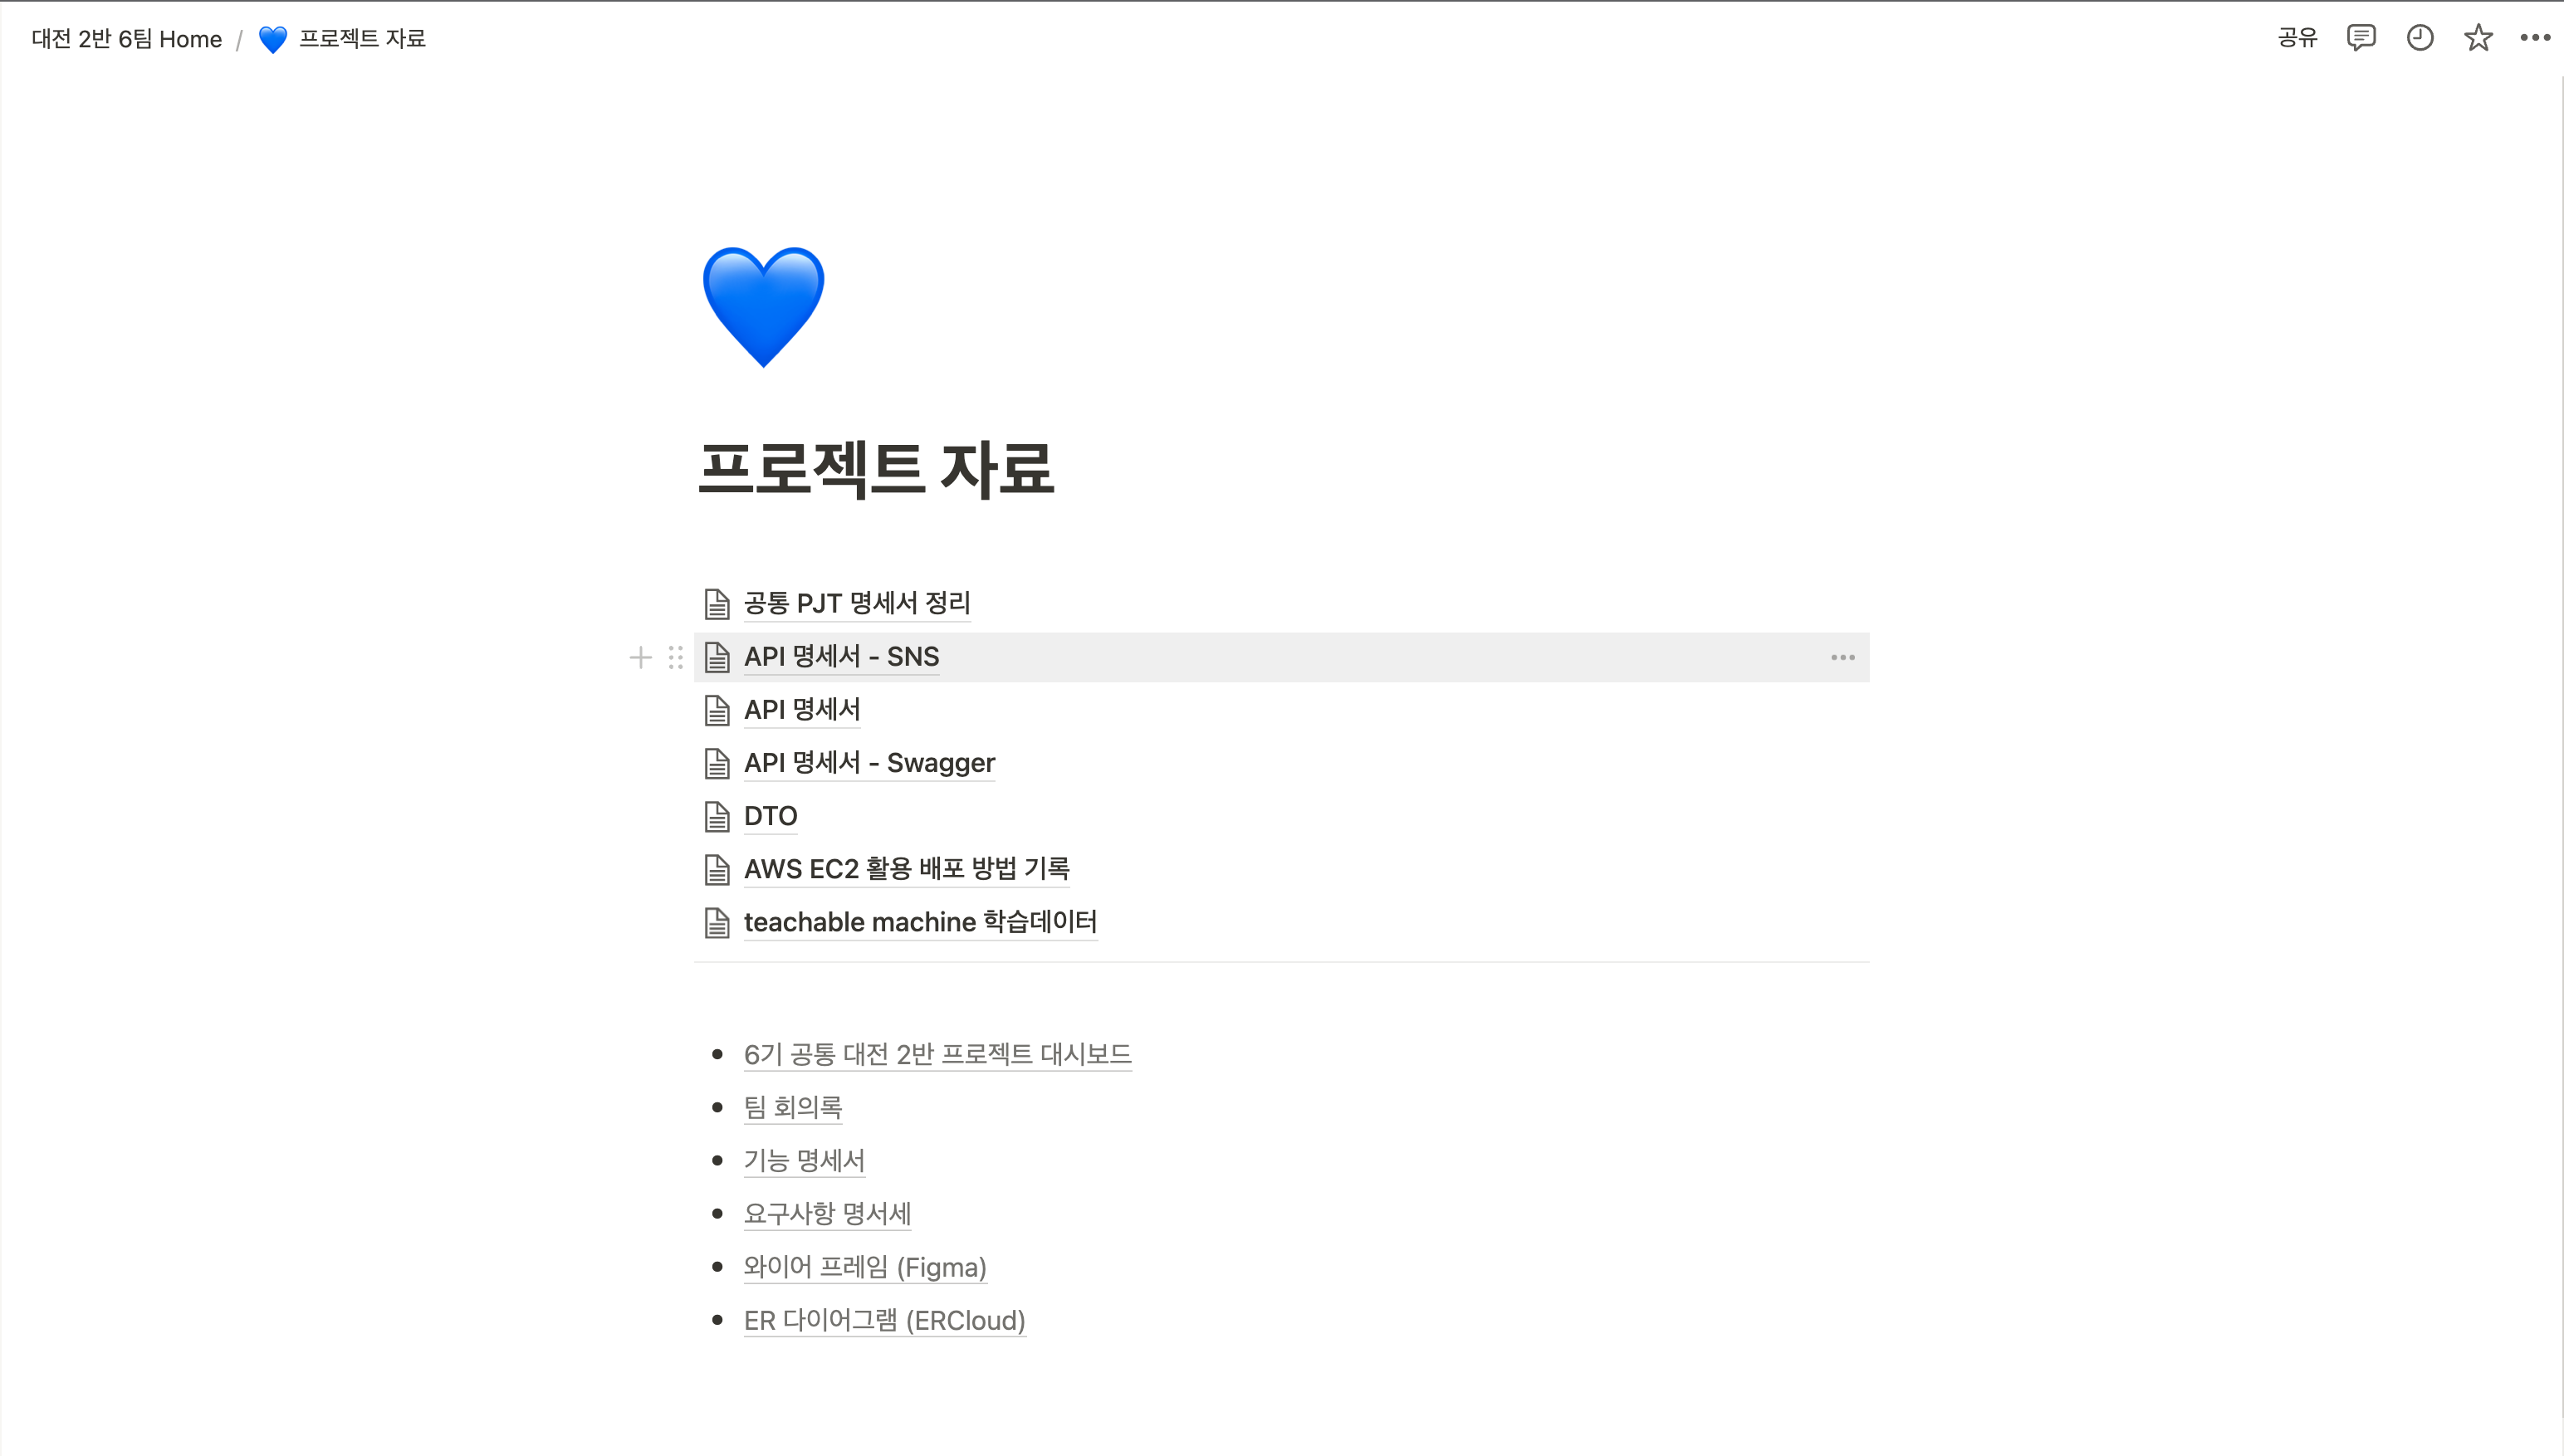 대전 2반 6팀 Home / 💙 프로젝트 자료
공유
프로젝트 자료
공통 PJT 명세서 정리
API 명세서 - SNS
API 명세서
API 명세서 - Swagger
DTO
AWS EC2 활용 배포 방법 기록
teachable machine 학습데이터
6기 공통 대전 2반 프로젝트 대시보드
팀 회의록
기능 명세서
요구사항 명서세
와이어 프레임 (Figma)
ER 다이어그램 (ERCloud)